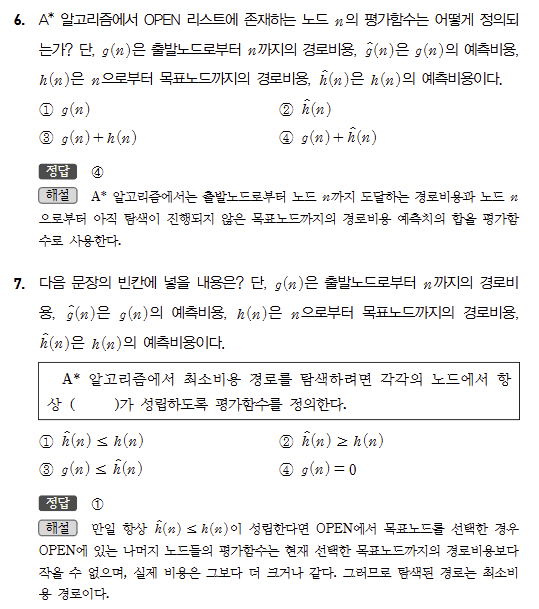 6. A* 알고리즘에서 OPEN 리스트에 존재하는 노드 n의 평가함수는 어떻게 정의되
는가? 단, g(n)은 출발노드로부터 n까지의 경로비용, ĝ(n)은 g(n)의 예측비용,
h(n)은 n으로부터 목표노드까지의 경로비용, ĥ(n)은 h(n)의 예측비용이다.
① g(n) ② ĥ(n)
③ g(n)+h(n) ④ g(n)+ĥ(n)
정답 ④
해설 A* 알고리즘에서는 출발노드로부터 노드 n까지 도달하는 경로비용과 노드 n
으로부터 아직 탐색이 진행되지 않은 목표노드까지의 경로비용 예측치의 합을 평가함
수로 사용한다.
7. 다음 문장의 빈칸에 넣을 내용은? 단, g(n)은 출발노드로부터 n까지의 경로비
용, ĝ(n)은 g(n)의 예측비용, h(n)은 n으로부터 목표노드까지의 경로비용,
ĥ(n)은 h(n)의 예측비용이다.
A* 알고리즘에서 최소비용 경로를 탐색하려면 각각의 노드에서 항
상 ( )가 성립하도록 평가함수를 정의한다.
① ĥ(n) ≤ h(n) ② ĥ(n) ≥ h(n)
③ g(n) ≤ ĥ(n) ④ g(n) = 0
정답 ①
해설 만일 항상 ĥ(n) ≤ h(n)이 성립한다면 OPEN에서 목표노드를 선택한 경우
OPEN에 있는 나머지 노드들의 평가함수는 현재 선택한 목표노드까지의 경로비용보다
작을 수 없으며, 실제 비용은 그보다 더 크거나 같다. 그러므로 탐색된 경로는 최소비
용 경로이다.